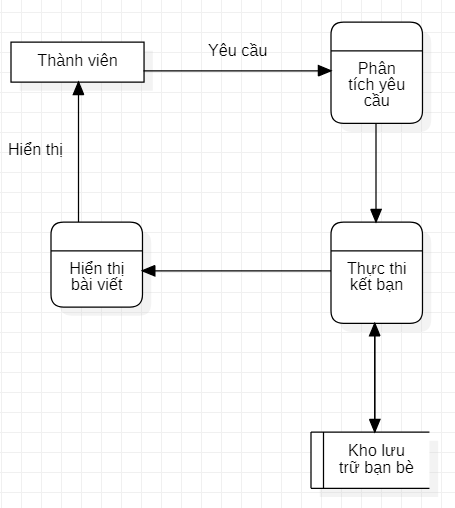 Thành viên
Yêu cầu
Phân
tích yêu
cầu
Hiển thị
Hiển thị
bài viết
Thực thi
kết bạn
Kho lưu
trữ bạn bè